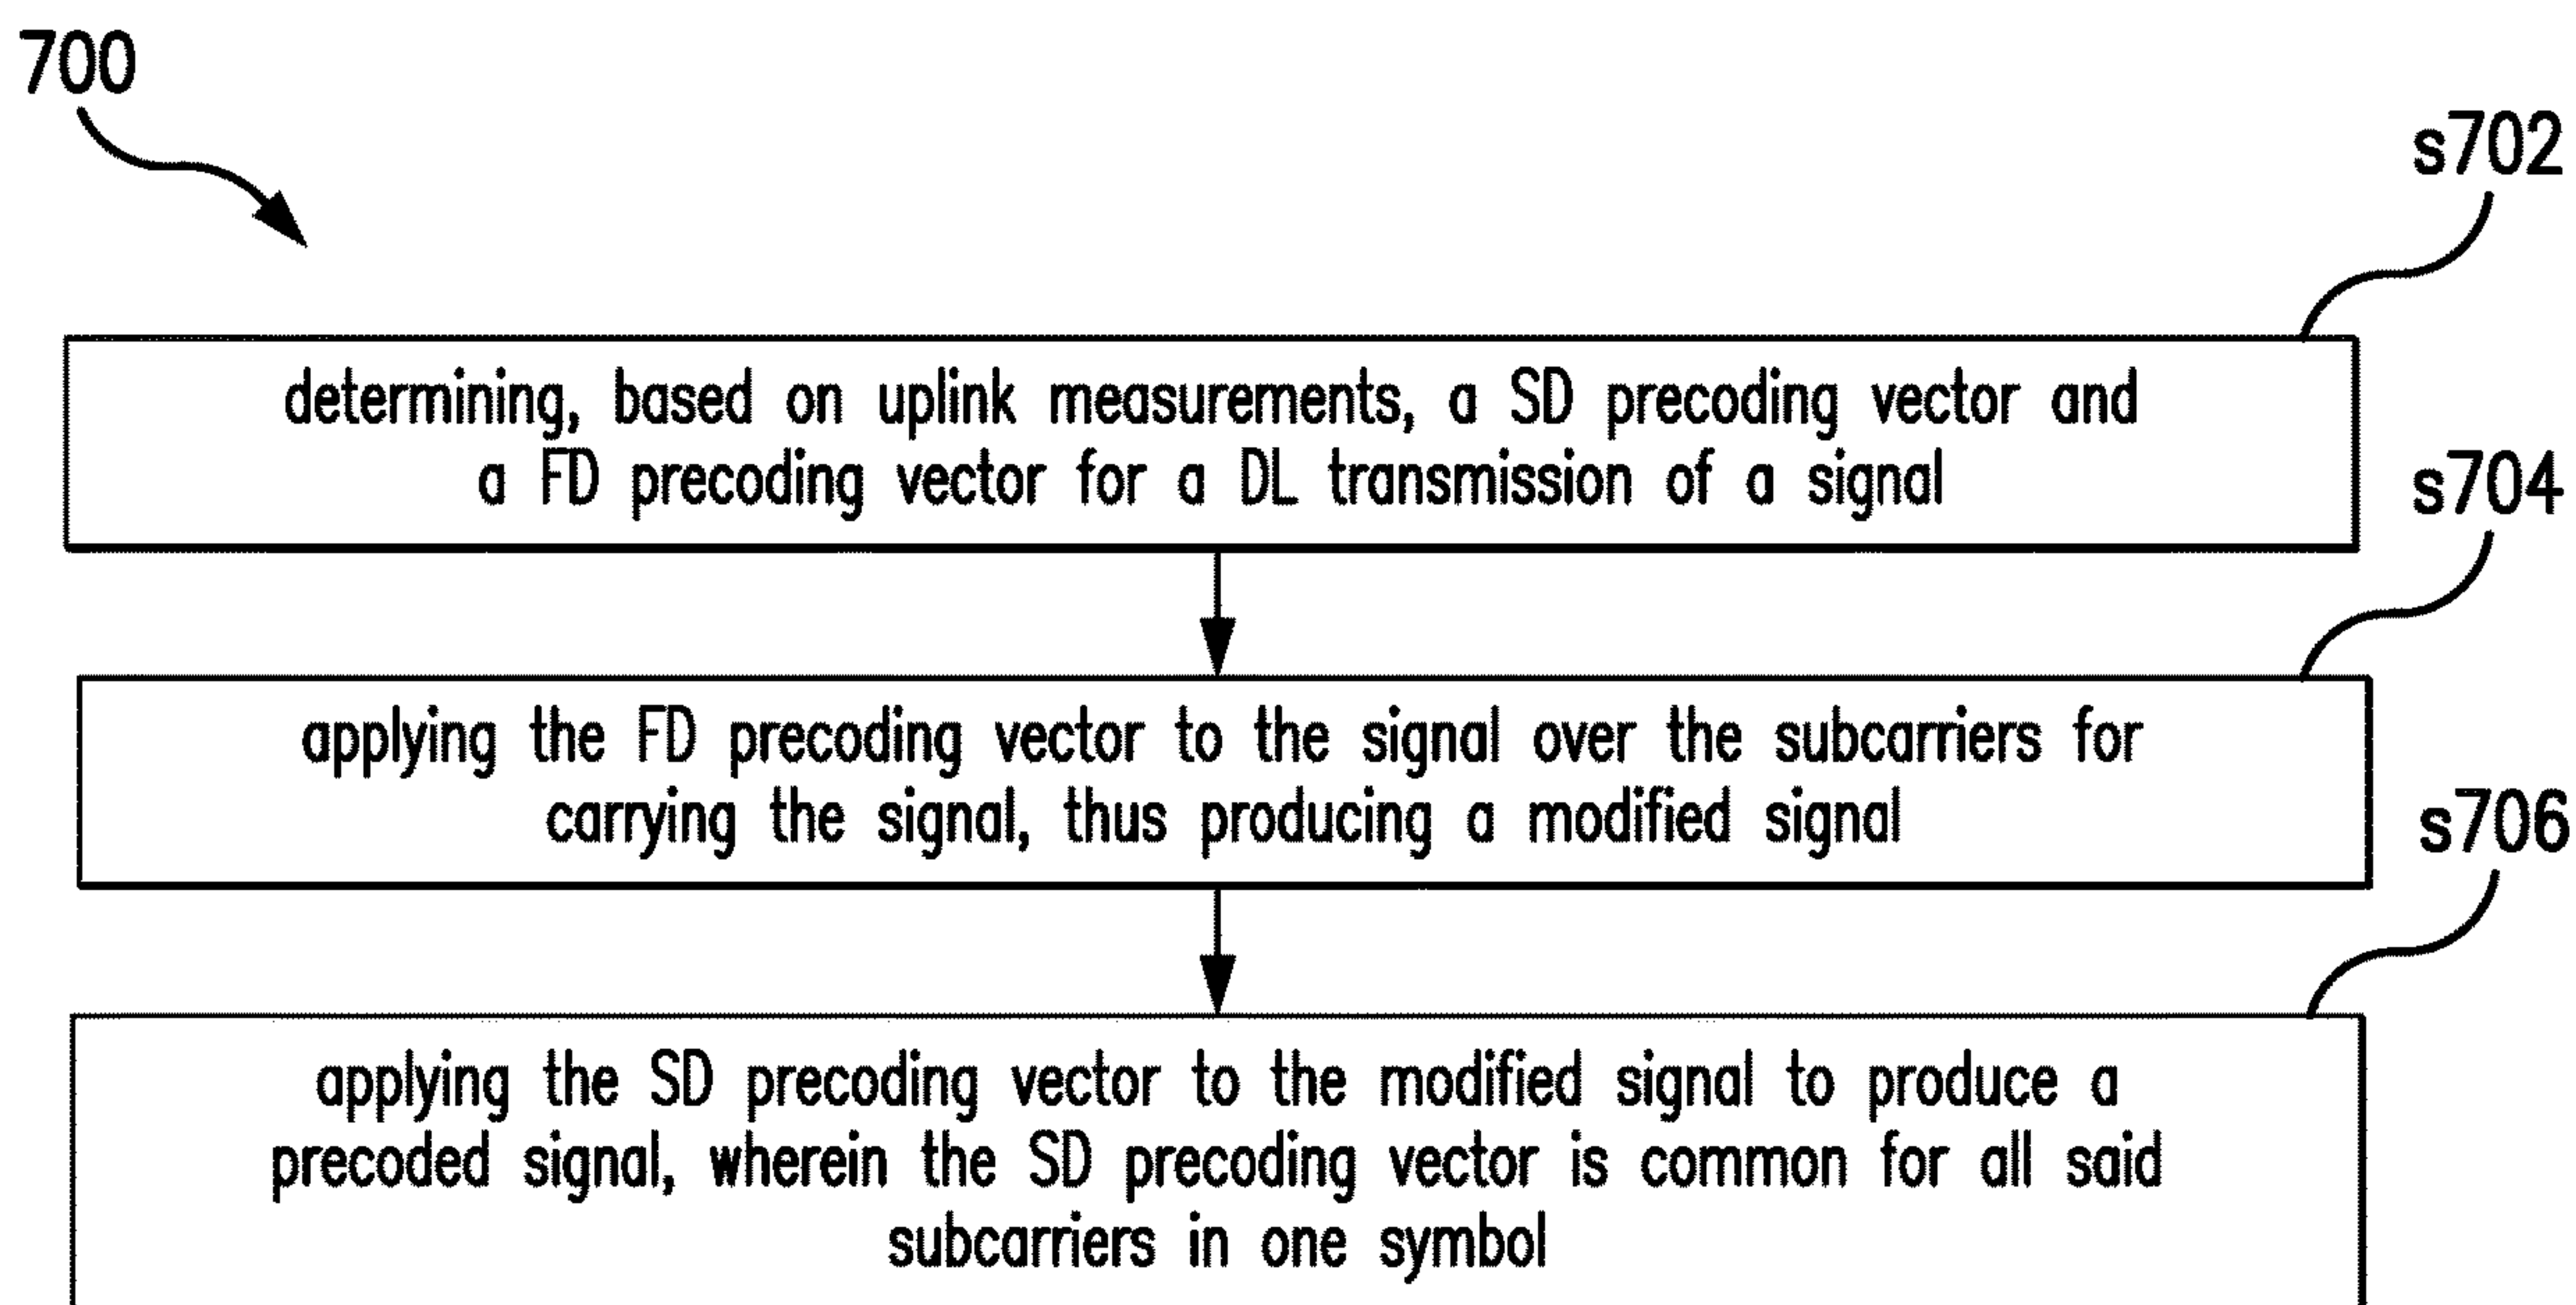 700
s702
determining, based on uplink measurements, a SD precoding vector and
a FD precoding vector for a DL transmission of a signal
s704
applying the FD precoding vector to the signal over the subcarriers for
carrying the signal, thus producing a modified signal
s706
applying the SD precoding vector to the modified signal to produce a
precoded signal, wherein the SD precoding vector is common for all said
subcarriers in one symbol